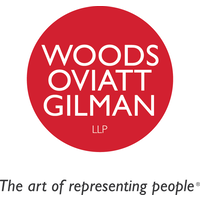 WOODS
OVIATT
GILMAN
LLP
The art of representing people®